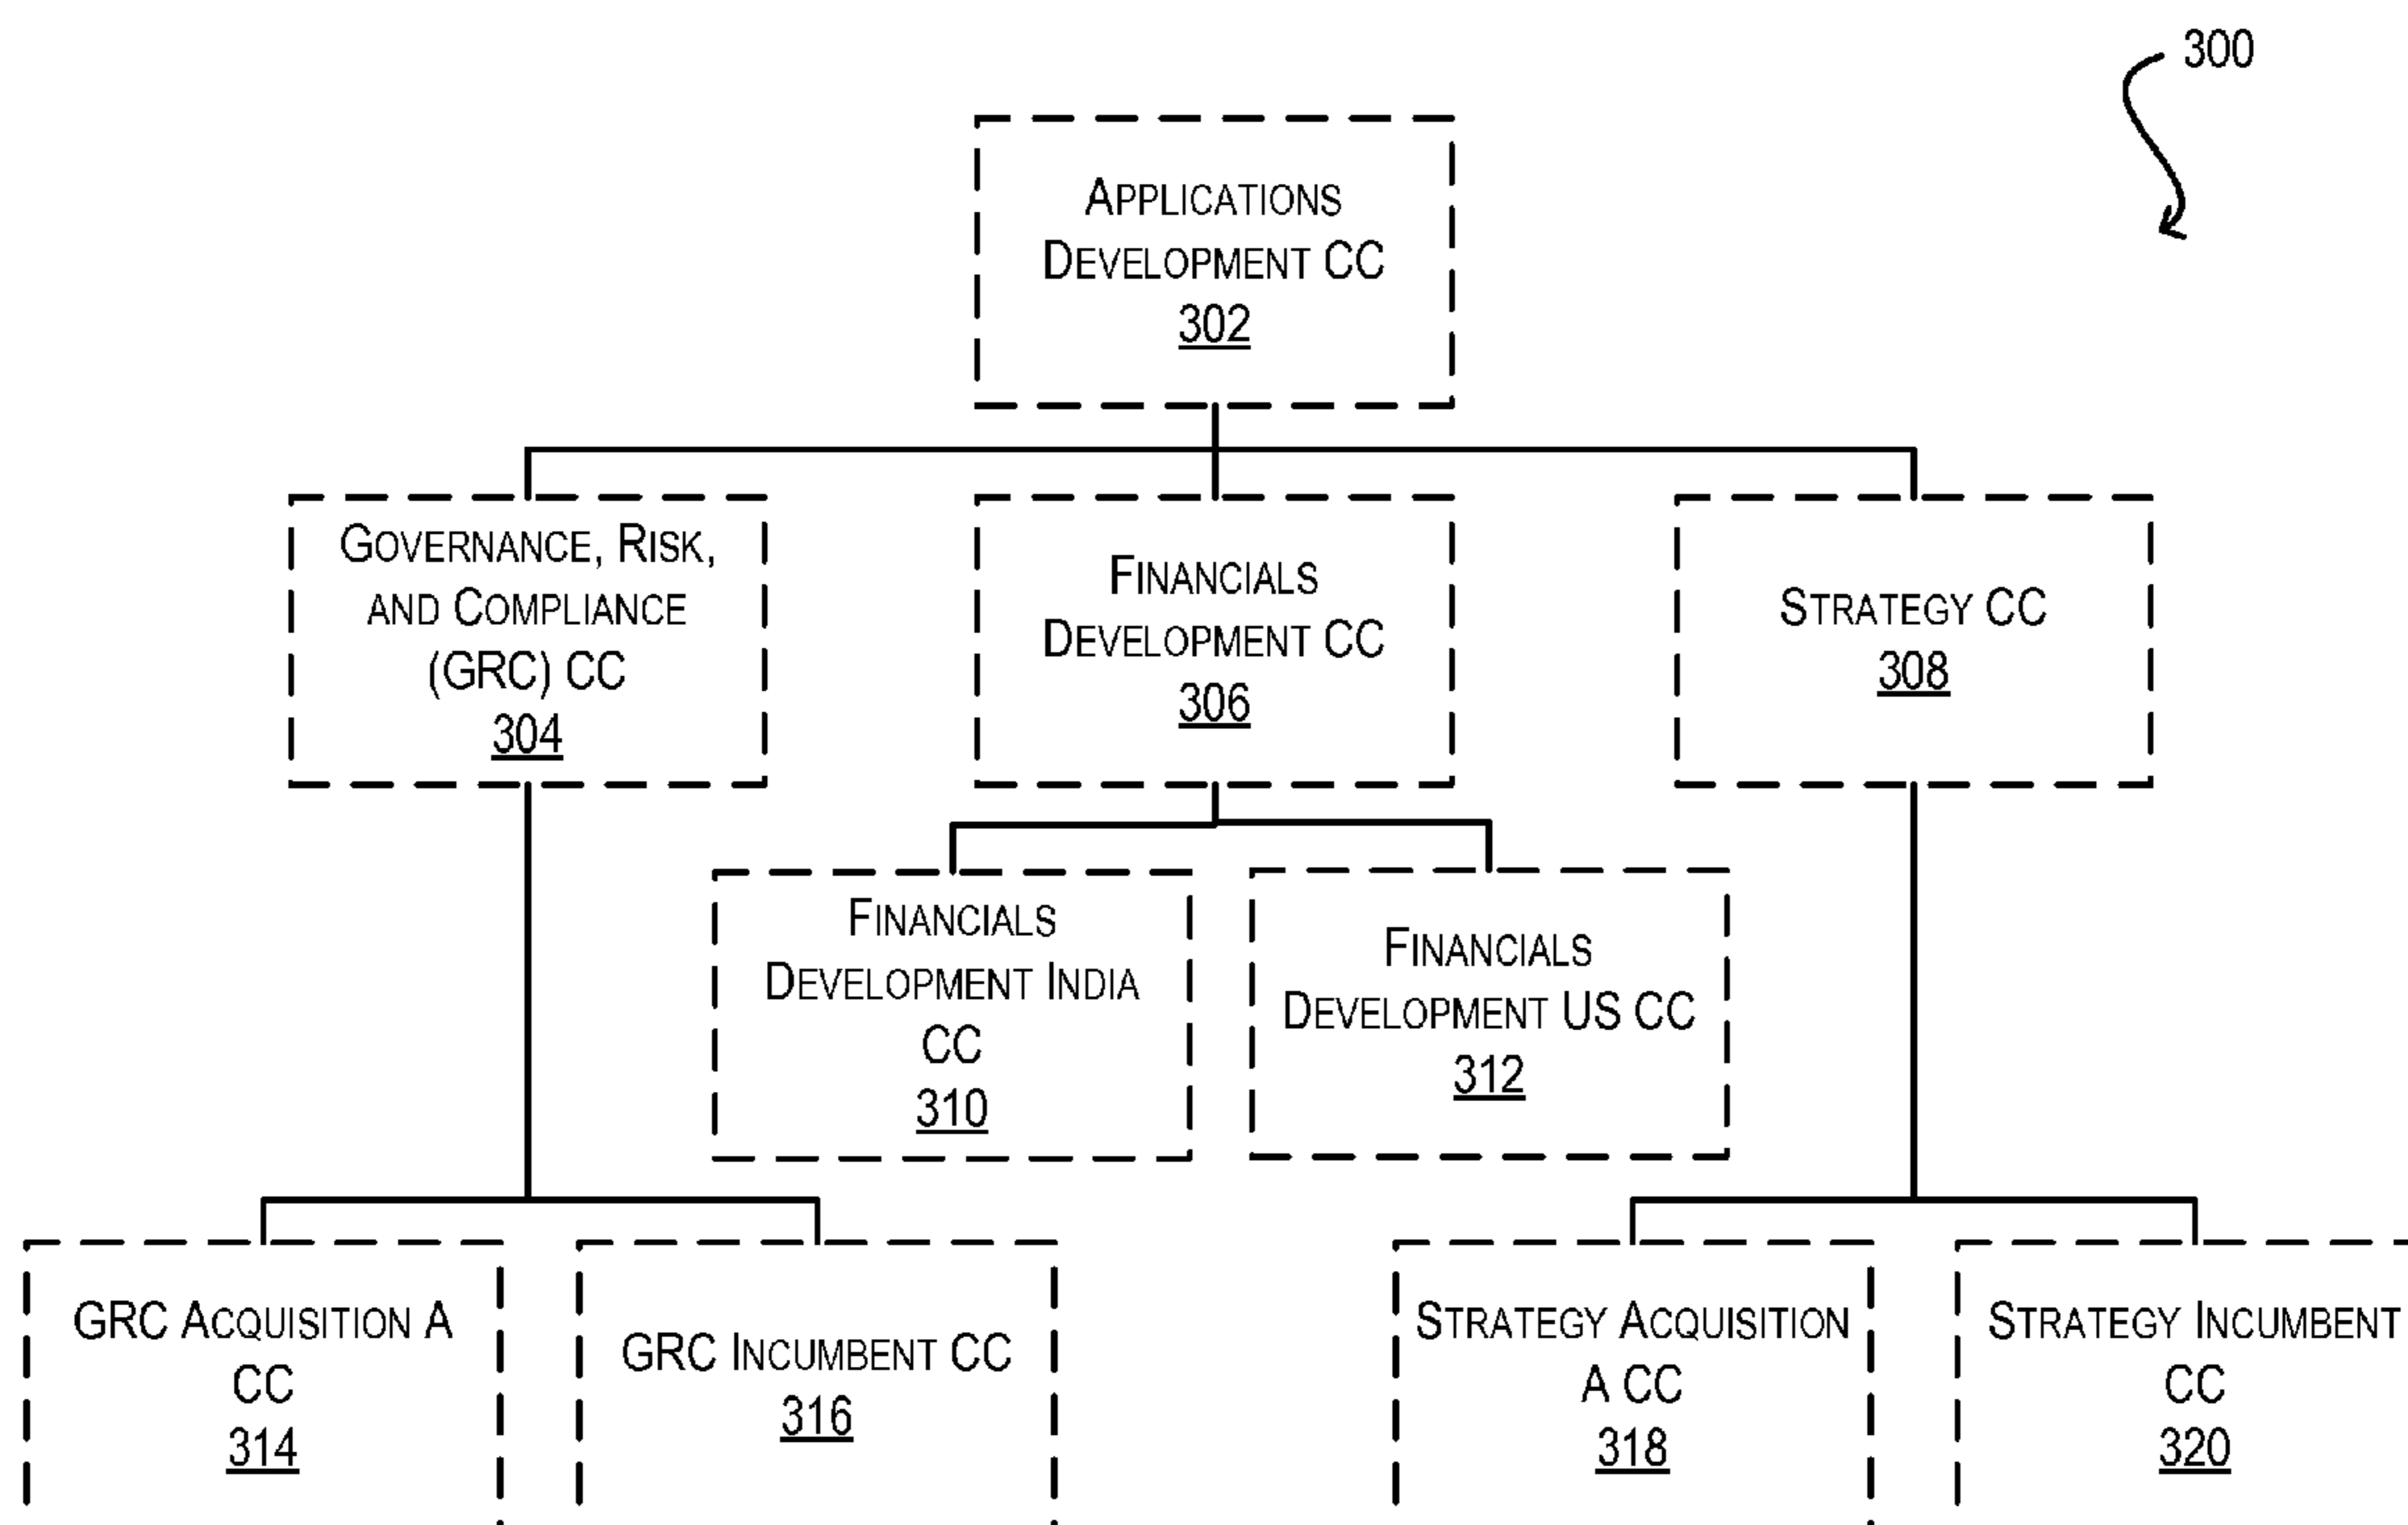 300
APPLICATIONS
DEVELOPMENT CC
302
GOVERNANCE, RISK,
AND COMPLIANCE
(GRC) CC
304
FINANCIALS
DEVELOPMENT CC
306
STRATEGY CC
308
FINANCIALS
DEVELOPMENT INDIA
CC
310
FINANCIALS
DEVELOPMENT US CC
312
GRC ACQUISITION A
CC
314
GRC INCUMBENT CC
316
STRATEGY ACQUISITION
A CC
318
STRATEGY INCUMBENT
CC
320